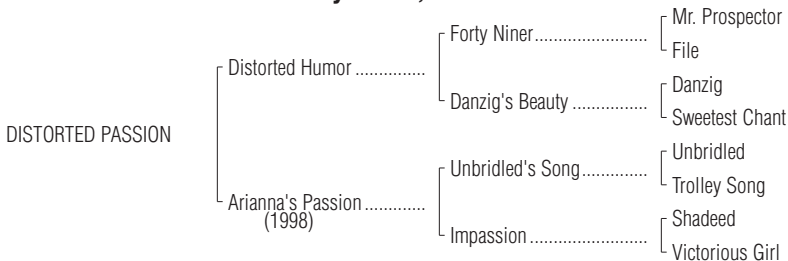 Mr. Prospector
Forty Niner.......................
File
Distorted Humor ...............
Danzig
Danzig's Beauty ................
Sweetest Chant
DISTORTED PASSION
Unbridled
Unbridled's Song..............
Trolley Song
Arianna's Passion.............
(1998)
Shadeed
Impassion.........................
Victorious Girl